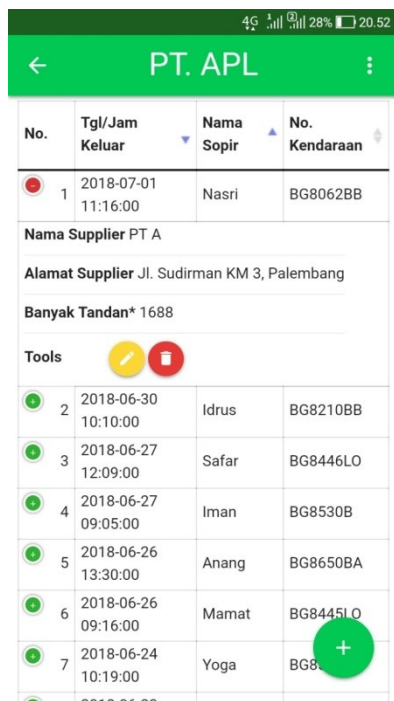 4G 1 2 28% 20.52
PT. APL
No. Tgl/Jam Keluar Nama Sopir No. Kendaraan
1 2018-07-01 11:16:00 Nasri BG8062BB
Nama Supplier PT A
Alamat Supplier Jl. Sudirman KM 3, Palembang
Banyak Tandan* 1688
Tools
2 2018-06-30 10:10:00 Idrus BG8210BB
3 2018-06-27 12:09:00 Safar BG8446LO
4 2018-06-27 09:05:00 Iman BG8530B
5 2018-06-26 13:30:00 Anang BG8650BA
6 2018-06-26 09:16:00 Mamat BG8445LO
7 2018-06-24 10:19:00 Yoga